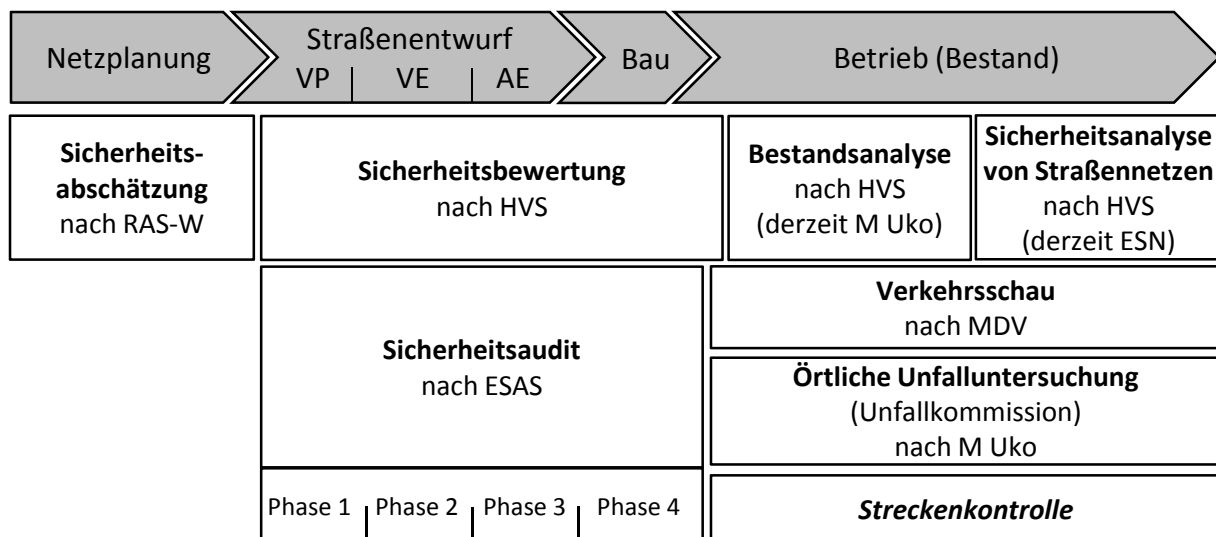 Netzplanung
Straßenentwurf
VP
VE
AE
Bau
Betrieb (Bestand)
Sicherheits-
abschätzung
nach RAS-W
Sicherheitsbewertung
nach HVS
Bestandsanalyse
nach HVS
(derzeit M Uko)
Sicherheitsanalyse
von Straßennetzen
nach HVS
(derzeit ESN)
Sicherheitsaudit
nach ESAS
Verkehrsschau
nach MDV
Örtliche Unfalluntersuchung
(Unfallkommission)
nach M Uko
Phase 1
Phase 2
Phase 3
Phase 4
Streckenkontrolle